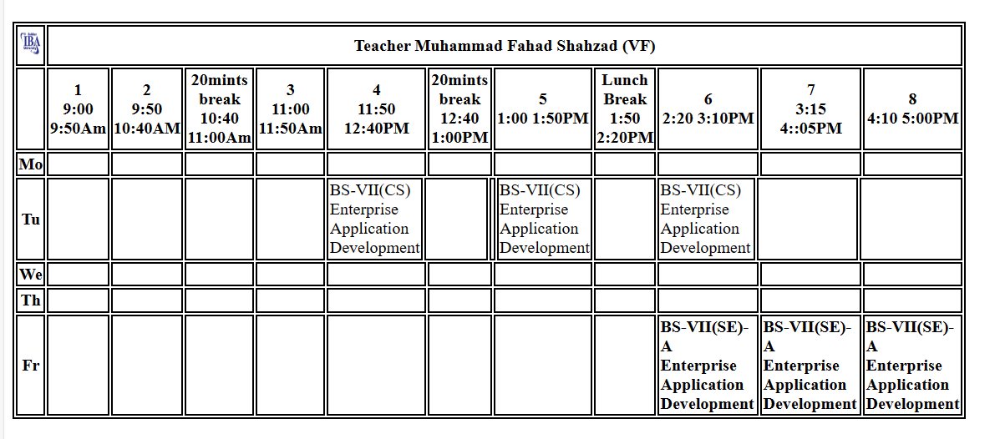 Sukkur
IBA
University
Teacher Muhammad Fahad Shahzad (VF)
1
9:00
9:50Am
2
9:50
10:40AM
20mints
break
10:40
11:00Am
3
11:00
11:50Am
4
11:50
12:40PM
20mints
break
12:40
1:00PM
5
1:00 1:50PM
Lunch
Break
1:50
2:20PM
6
2:20 3:10PM
7
3:15
4::05PM
8
4:10 5:00PM
Mo
Tu
BS-VII(CS)
Enterprise
Application
Development
BS-VII(CS)
Enterprise
Application
Development
BS-VII(CS)
Enterprise
Application
Development
We
Th
Fr
BS-VII(SE)-
A
Enterprise
Application
Development
BS-VII(SE)-
A
Enterprise
Application
Development
BS-VII(SE)-
A
Enterprise
Application
Development